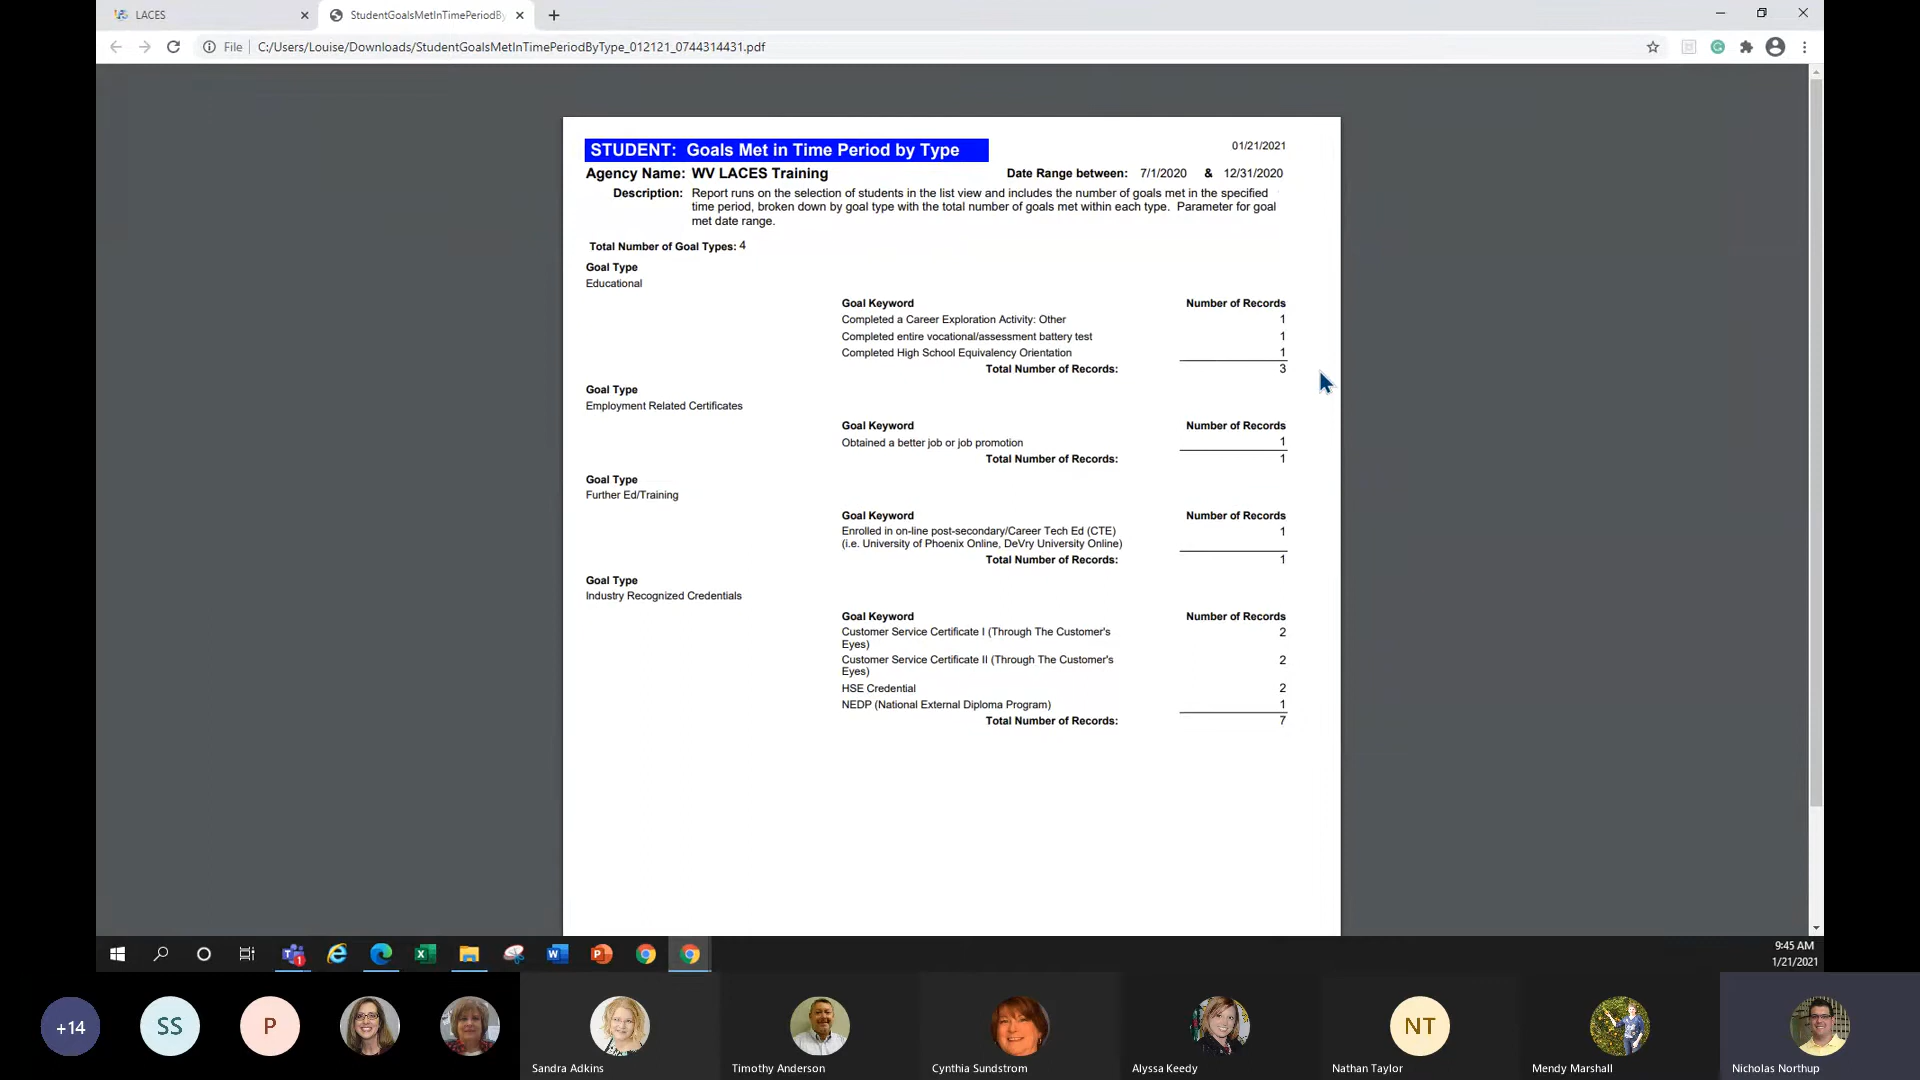 LACES
StudentGoalsMetInTimePeriodBy
File C:/Users/Louise/Downloads/StudentGoalsMetInTimePeriodByType_012121_0744314431.pdf
STUDENT: Goals Met in Time Period by Type
01/21/2021
Agency Name: WV LACES Training
Date Range between: 7/1/2020 & 12/31/2020
Description: Report runs on the selection of students in the list view and includes the number of goals met in the specified
time period, broken down by goal type with the total number of goals met within each type. Parameter for goal
met date range.
Total Number of Goal Types: 4
Goal Type
Educational
Goal Keyword Number of Records
Completed a Career Exploration Activity: Other 1
Completed entire vocational/assessment battery test 1
Completed High School Equivalency Orientation 1
Total Number of Records: 3
Goal Type
Employment Related Certificates
Goal Keyword Number of Records
Obtained a better job or job promotion 1
Total Number of Records: 1
Goal Type
Further Ed/Training
Goal Keyword Number of Records
Enrolled in on-line post-secondary/Career Tech Ed (CTE) 1
(i.e. University of Phoenix Online, DeVry University Online)
Total Number of Records: 1
Goal Type
Industry Recognized Credentials
Goal Keyword Number of Records
Customer Service Certificate I (Through The Customer's 2
Eyes)
Customer Service Certificate II (Through The Customer's 2
Eyes)
HSE Credential 2
NEDP (National External Diploma Program) 1
Total Number of Records: 7
9:45 AM
1/21/2021
+14
SS
P
NT
Sandra Adkins
Timothy Anderson
Cynthia Sundstrom
Alyssa Keedy
Nathan Taylor
Mendy Marshall
Nicholas Northup